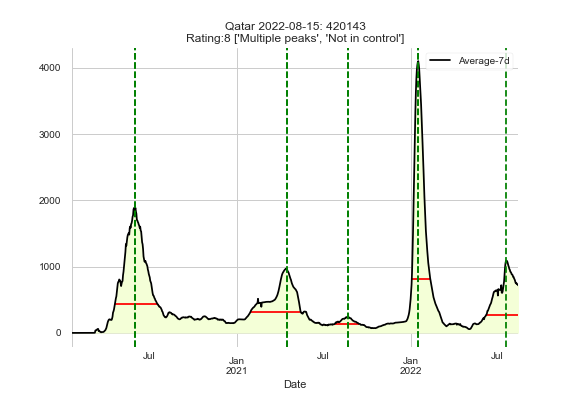 Qatar 2022-08-15: 420143
Rating:8 ['Multiple peaks', 'Not in control']
Average-7d
4000
3000
2000
1000
0
Jul
Jan
2021
Jul
Jan
2022
Jul
Date